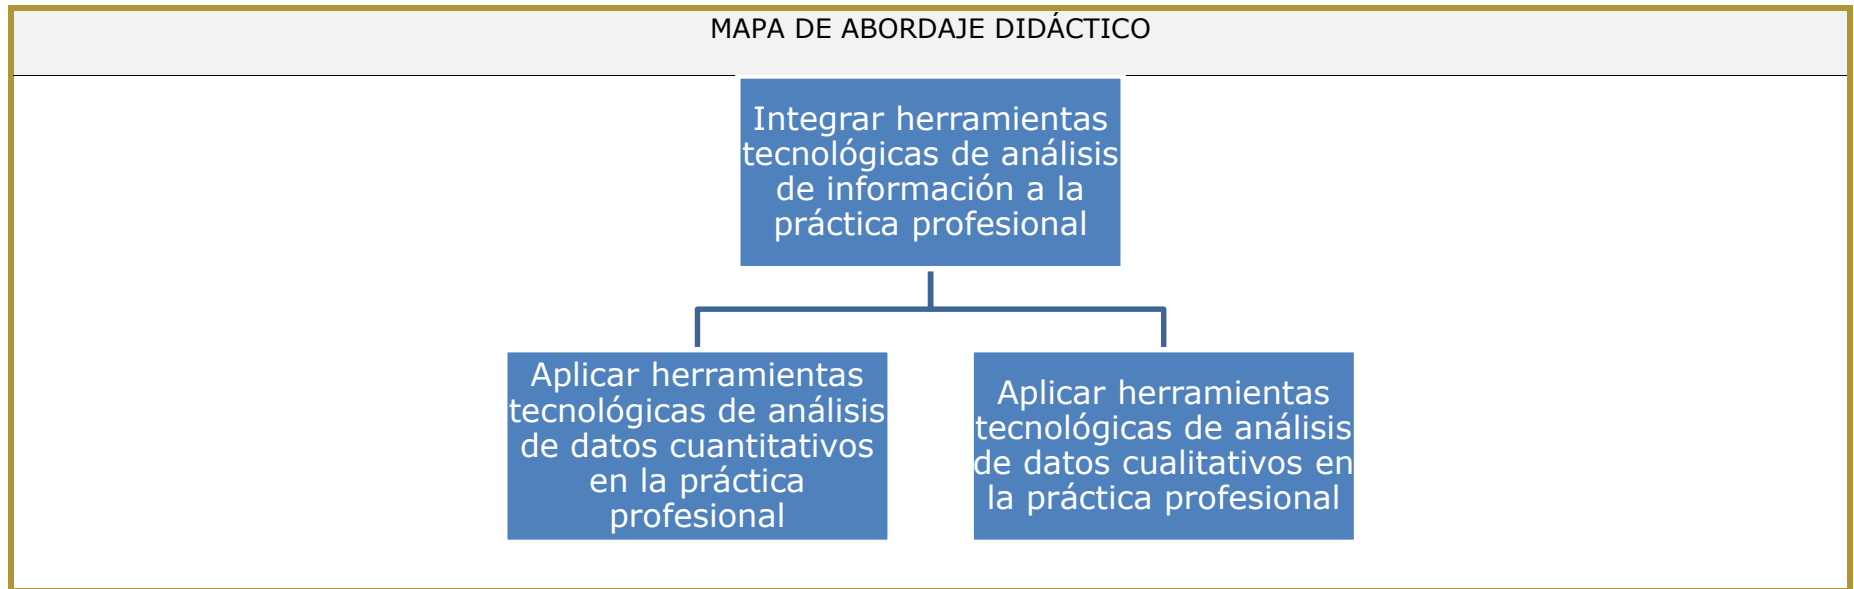 MAPA DE ABORDAJE DIDÁCTICO
Integrar herramientas
tecnológicas de análisis
de información a la
práctica profesional
Aplicar herramientas
tecnológicas de análisis
de datos cuantitativos
en la práctica
profesional
Aplicar herramientas
tecnológicas de análisis
de datos cualitativos en
la práctica profesional